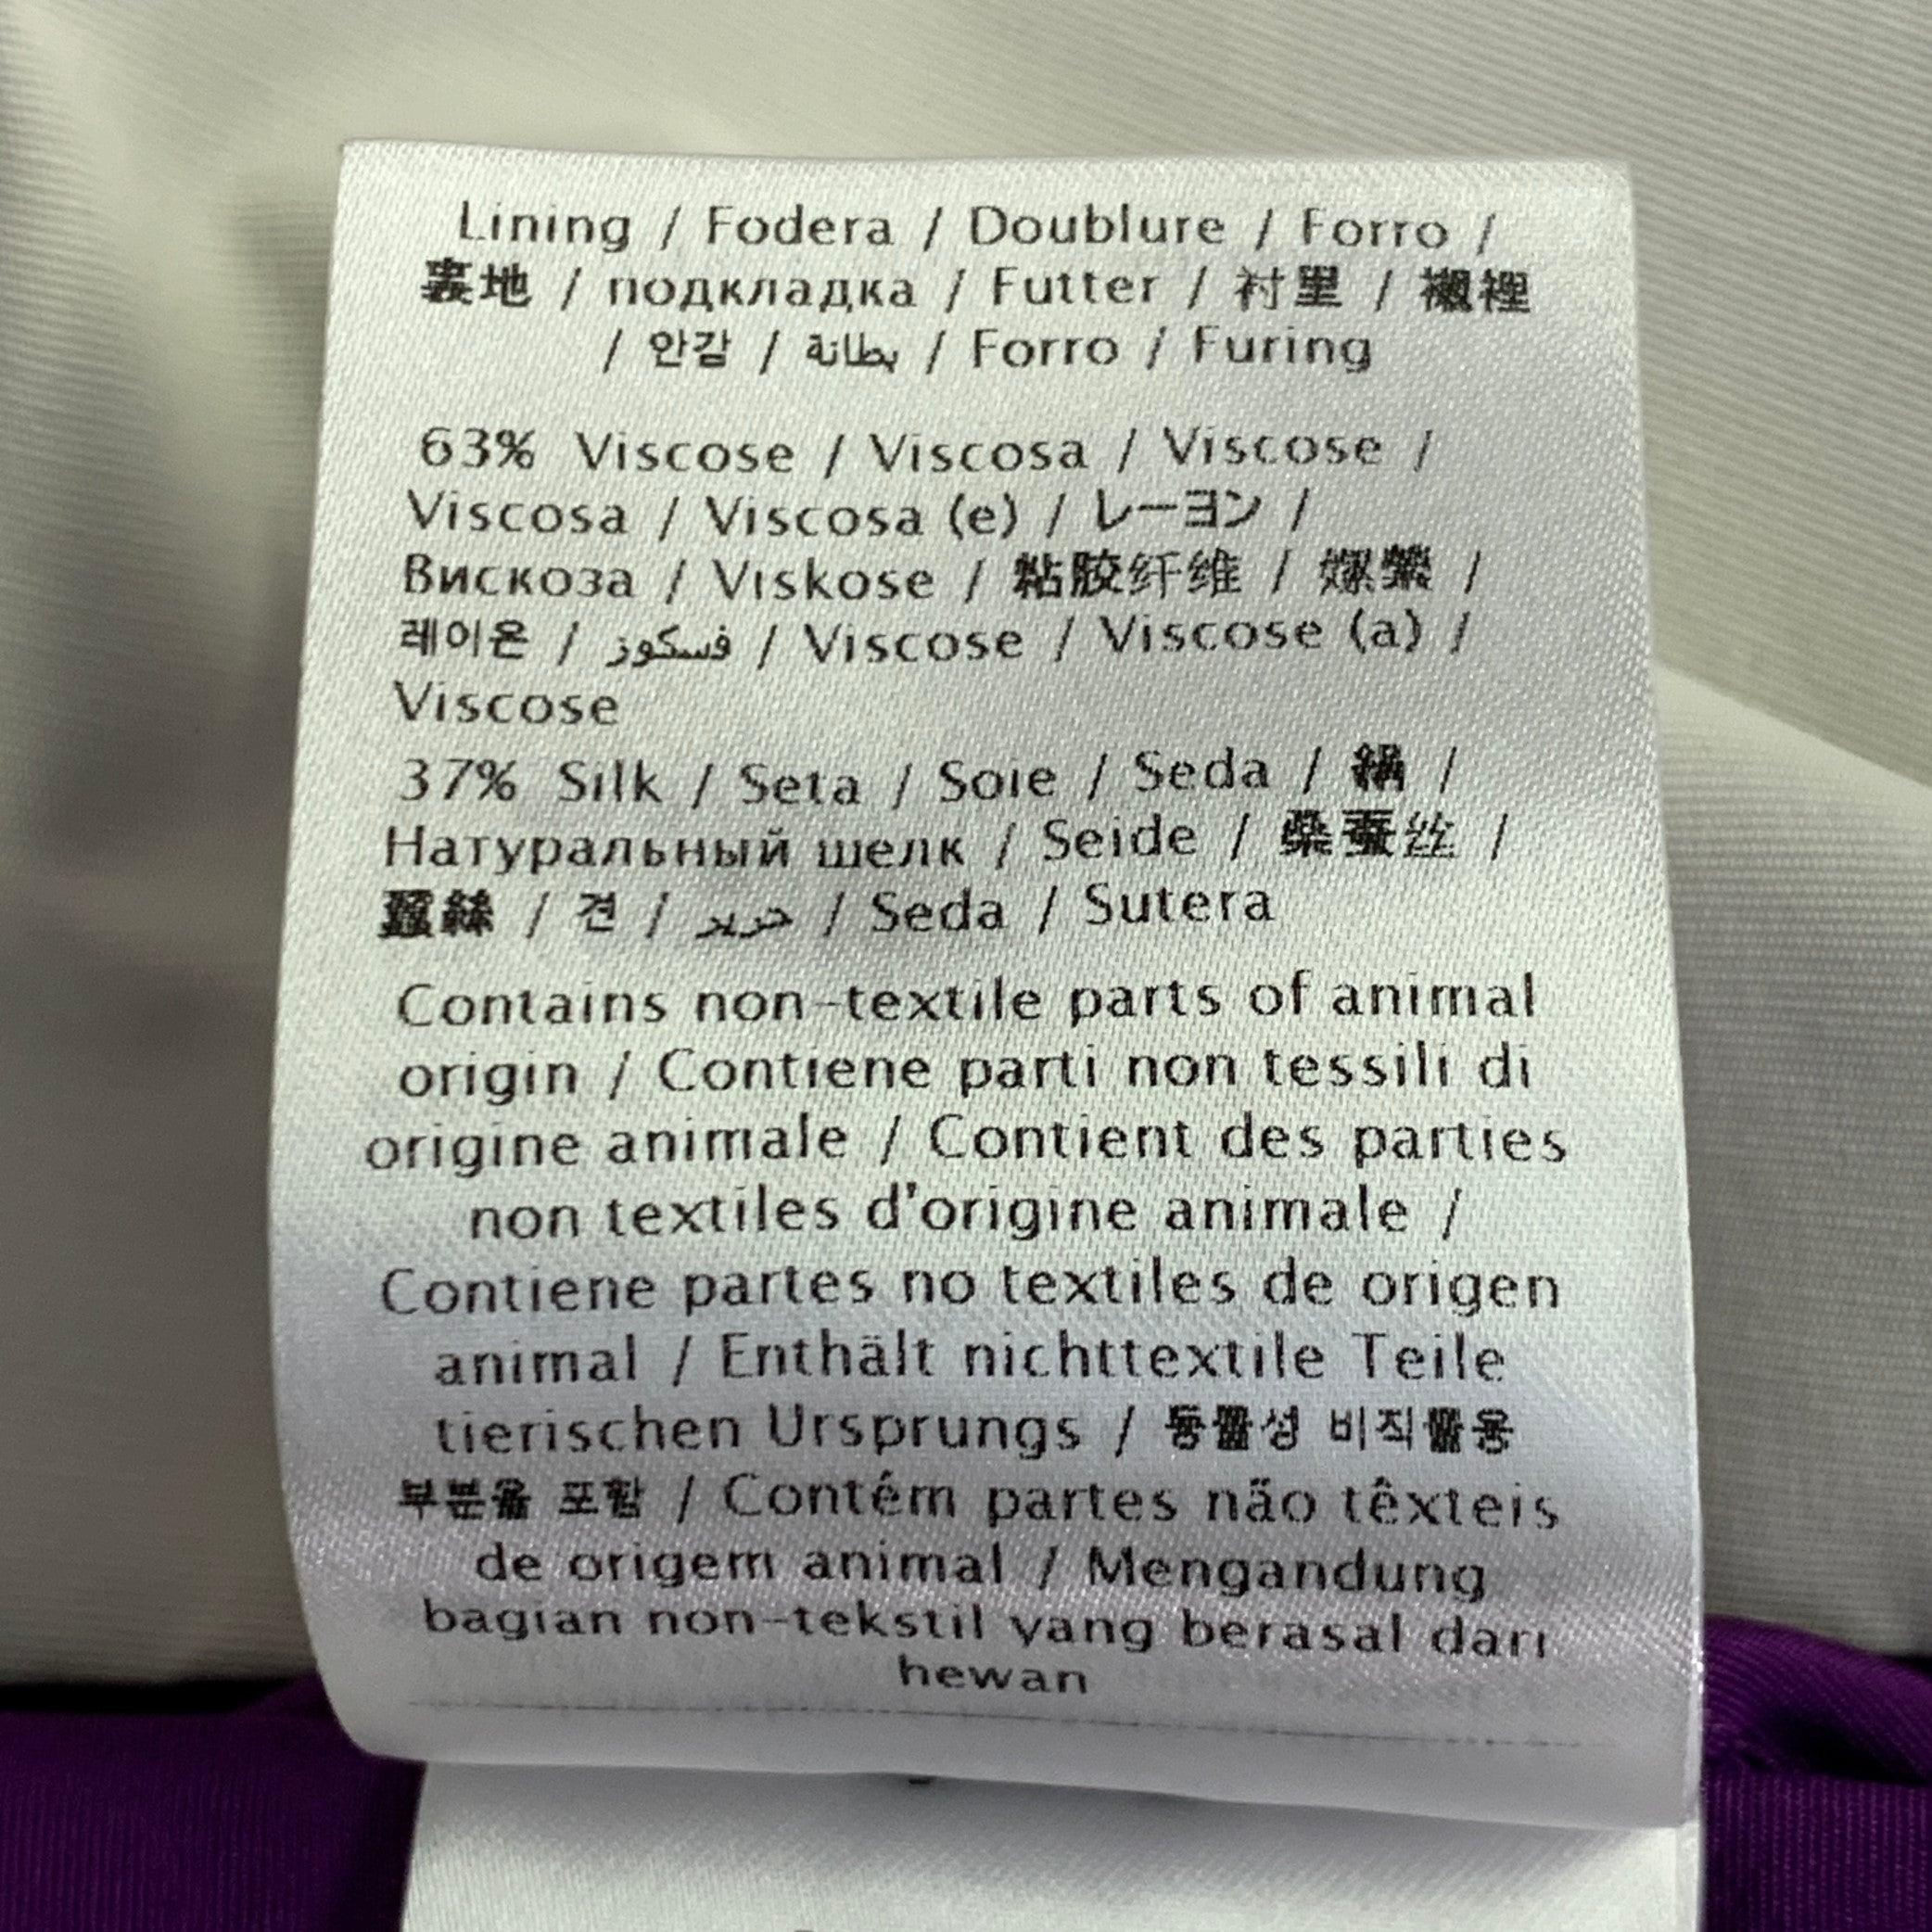 Lining / Fodera / Doublure / Forro /
裏地 / подкладка / Futter / 衬里 / 襯裡
/ 안감 / بطانة / Forro / Furing
63% Viscose / Viscosa / Viscose /
Viscosa / Viscosa (e) / レーヨン /
Вискоза / Viskose / 粘胶纤维 / 嫘縈 /
레이온 / فسكوز / Viscose / Viscose (a) /
Viscose
37% Silk / Seta / Soie / Seda / 絹 /
Натуральный шелк / Seide / 桑蚕丝 /
蠶絲 / 견 / حرير / Seda / Sutera
Contains non-textile parts of animal
origin / Contiene parti non tessili di
origine animale / Contient des parties
non textiles d'origine animale /
Contiene partes no textiles de origen
animal / Enthält nichttextile Teile
tierischen Ursprungs / 동물성 비직물용
부분을 포함 / Contém partes não têxteis
de origem animal / Mengandung
bagian non-tekstil yang berasal dari
hewan